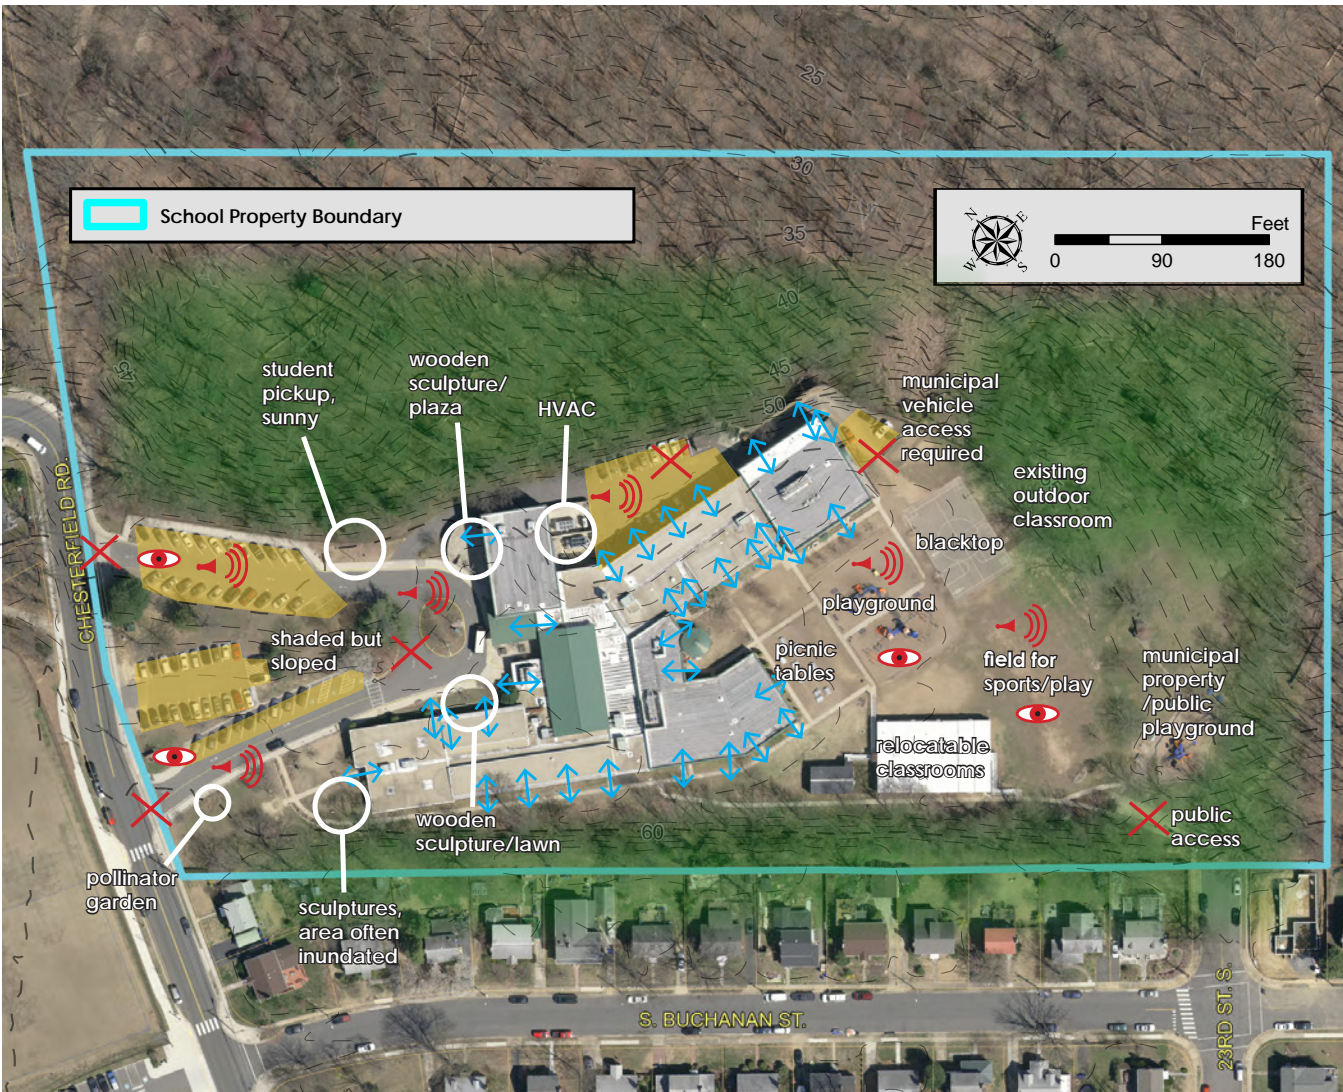 25
30
School Property Boundary
N
E
W
S
Feet
0
90
180
35
40
45
45
50
student
pickup,
sunny
wooden
sculpture/
plaza
HVAC
municipal
vehicle
access
required
existing
outdoor
classroom
blacktop
CHESTERFIELD RD.
playground
shaded but
sloped
picnic
tables
field for
sports/play
municipal
property
/public
playground
relocatable
classrooms
wooden
sculpture/lawn
60
public
access
pollinator
garden
sculptures,
area often
inundated
S. BUCHANAN ST.
23RD ST. S.